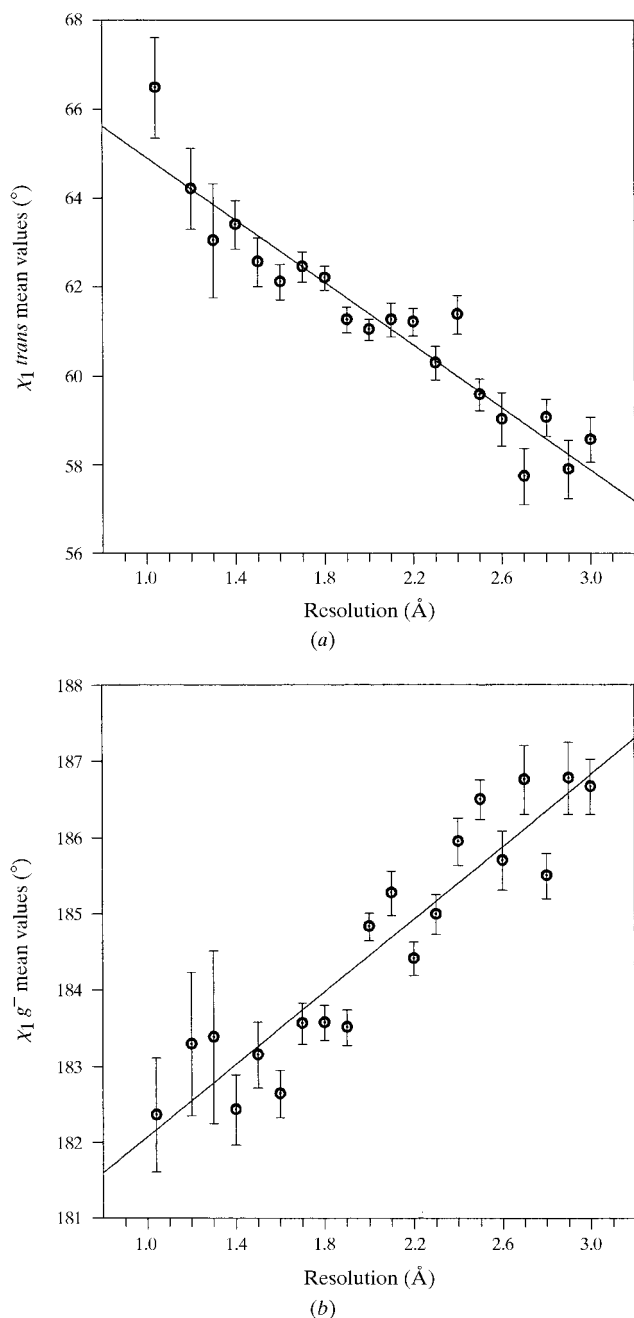 68
66
64
62
60
58
56
χ1 trans mean values (°)
1.0 1.4 1.8 2.2 2.6 3.0
Resolution (Å)
(a)
188
187
186
185
184
183
182
181
χ1 g⁻ mean values (°)
1.0 1.4 1.8 2.2 2.6 3.0
Resolution (Å)
(b)